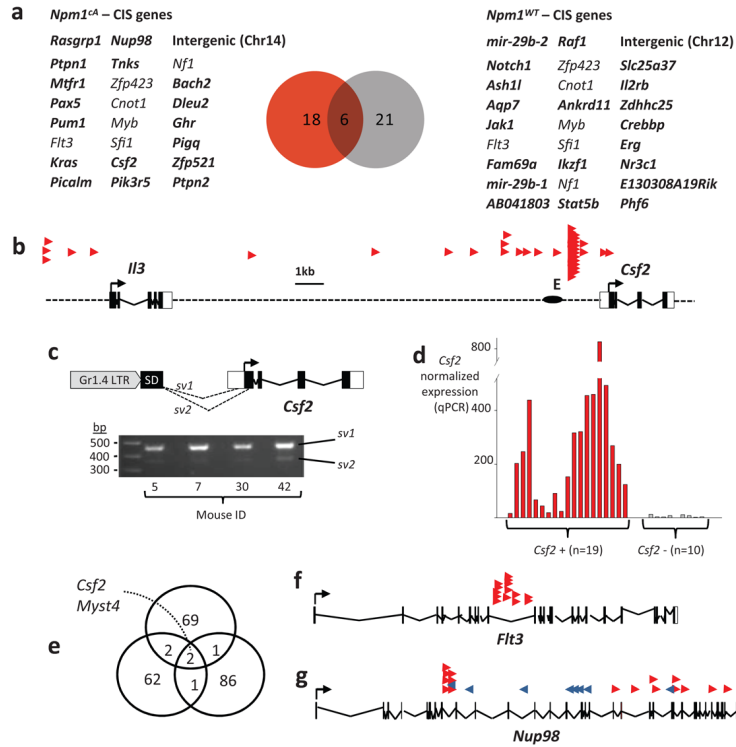 a
Npm1cA – CIS genes
Rasgrp1 Nup98 Intergenic (Chr14)
Ptpn1 Tnks Nf1
Mtfr1 Zfp423 Bach2
Pax5 Cnot1 Dleu2
Pum1 Myb Ghr
Flt3 Sfi1 Pigq
Kras Csf2 Zfp521
Picalm Pik3r5 Ptpn2
18 6 21
Npm1WT – CIS genes
mir-29b-2 Raf1 Intergenic (Chr12)
Notch1 Zfp423 Slc25a37
Ash1l Cnot1 Il2rb
Aqp7 Ankrd11 Zdhhc25
Jak1 Myb Crebbp
Flt3 Sfi1 Erg
Fam69a Ikzf1 Nr3c1
mir-29b-1 Nf1 E130308A19Rik
AB041803 Stat5b Phf6
b
Il3
1kb
E
Csf2
c
Gr1.4 LTR SD
sv1
sv2
Csf2
bp
500
400
300
sv1
sv2
5 7 30 42
Mouse ID
d
Csf2
normalized
expression
(qPCR)
800
400
200
Csf2 + (n=19)
Csf2 - (n=10)
e
Csf2
Myst4
69
2 2 1
62 1 86
f
Flt3
g
Nup98